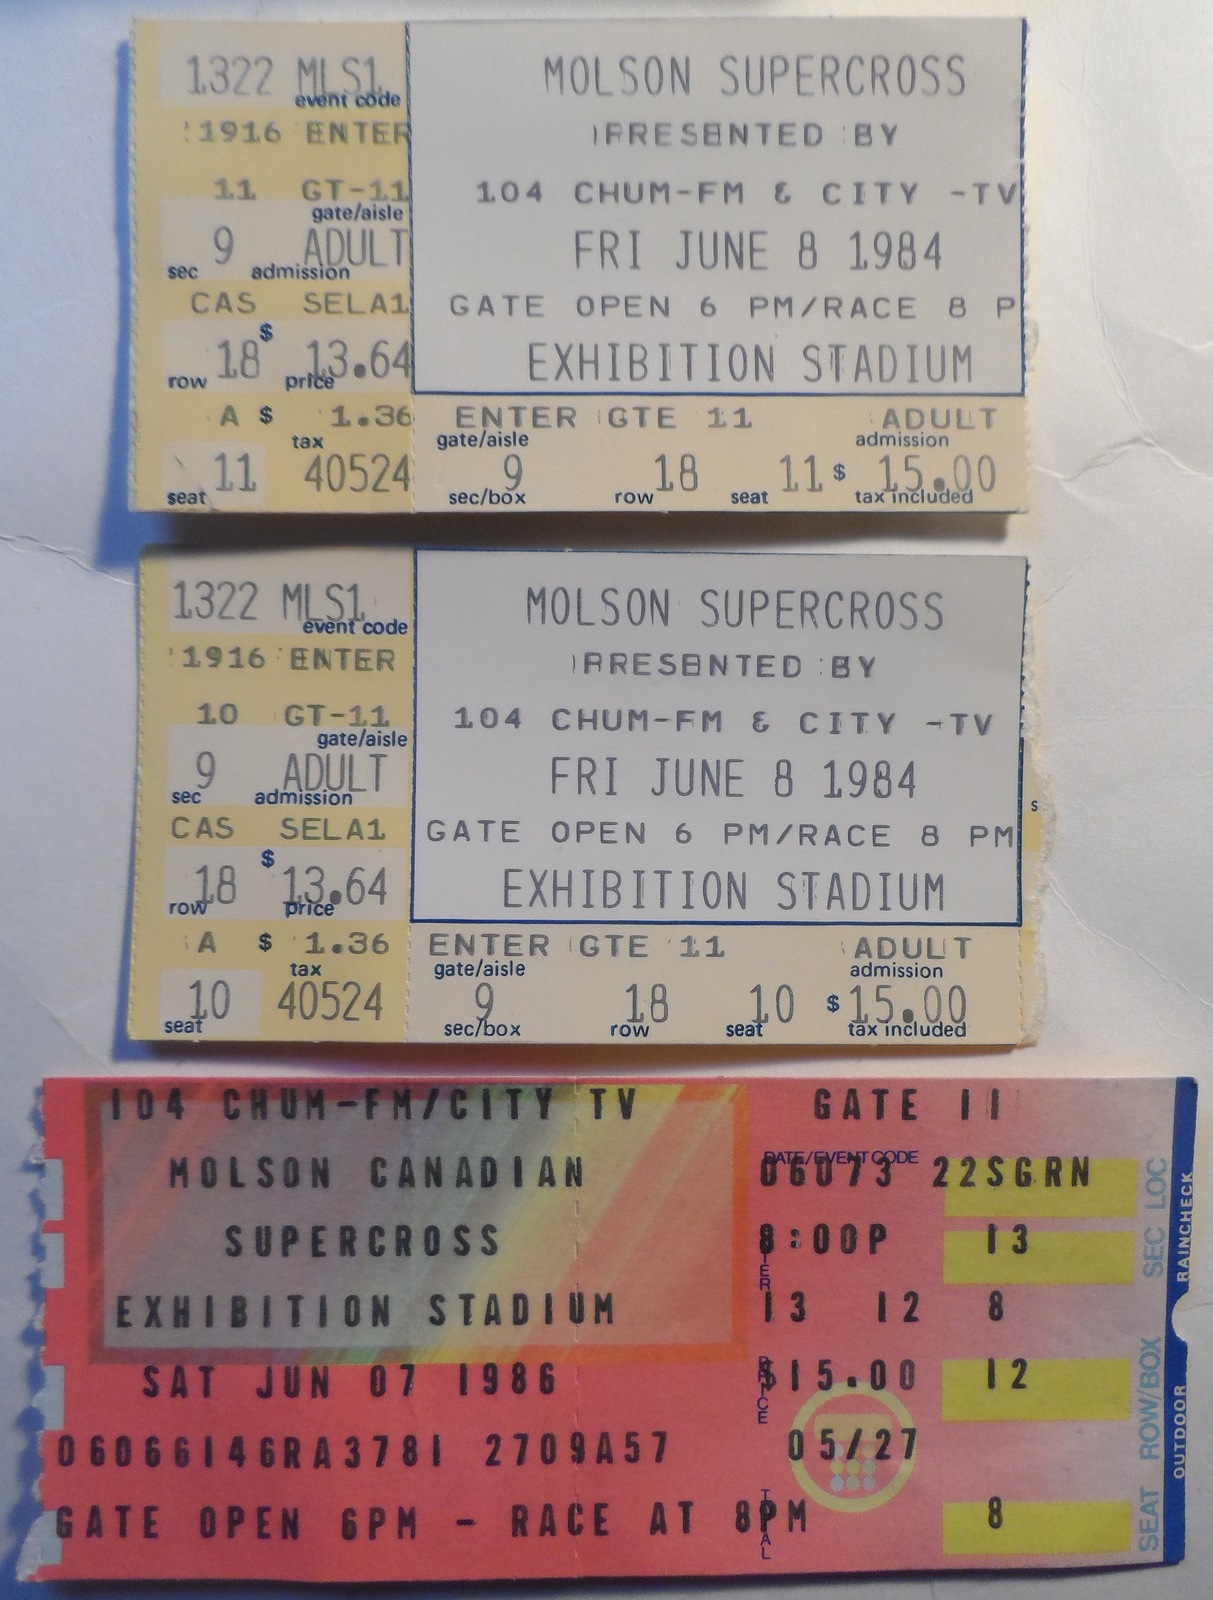 1322 MLS1 MOLSON SUPERCROSS
event code
1916 ENTER PRESENTED BY
11 GT-11 104 CHUM-FM & CITY -TV
gate/aisle
9 ADULT FRI JUNE 8 1984
sec admission
CAS SELA1 GATE OPEN 6 PM/RACE 8 P
18 $ 13.64 EXHIBITION STADIUM
row price
A $ 1.36 ENTER GTE 11 ADULT
tax gate/aisle admission
11 40524 9 18 11 $ 15.00
seat sec/box row seat tax included
1322 MLS1 MOLSON SUPERCROSS
event code
1916 ENTER PRESENTED BY
10 GT-11 104 CHUM-FM & CITY -TV
gate/aisle
9 ADULT FRI JUNE 8 1984
sec admission s
CAS SELA1 GATE OPEN 6 PM/RACE 8 PM
18 $ 13.64 EXHIBITION STADIUM
row price
A $ 1.36 ENTER GTE 11 ADULT
tax gate/aisle admission
10 40524 9 18 10 $ 15.00
seat sec/box row seat tax included
104 CHUM-FM/CITY TV GATE 11
DATE/EVENT CODE
MOLSON CANADIAN 06073 22SGRN
SUPERCROSS 8:00P 13
EXHIBITION STADIUM 13 12 8
SAT JUN 07 1986 $15.00 12
06066146RA3781 2709A57 05/27
GATE OPEN 6PM - RACE AT 8PM 8
PRICE
TOTAL
SEAT ROW/BOX SEC LOC
OUTDOOR RAINCHECK